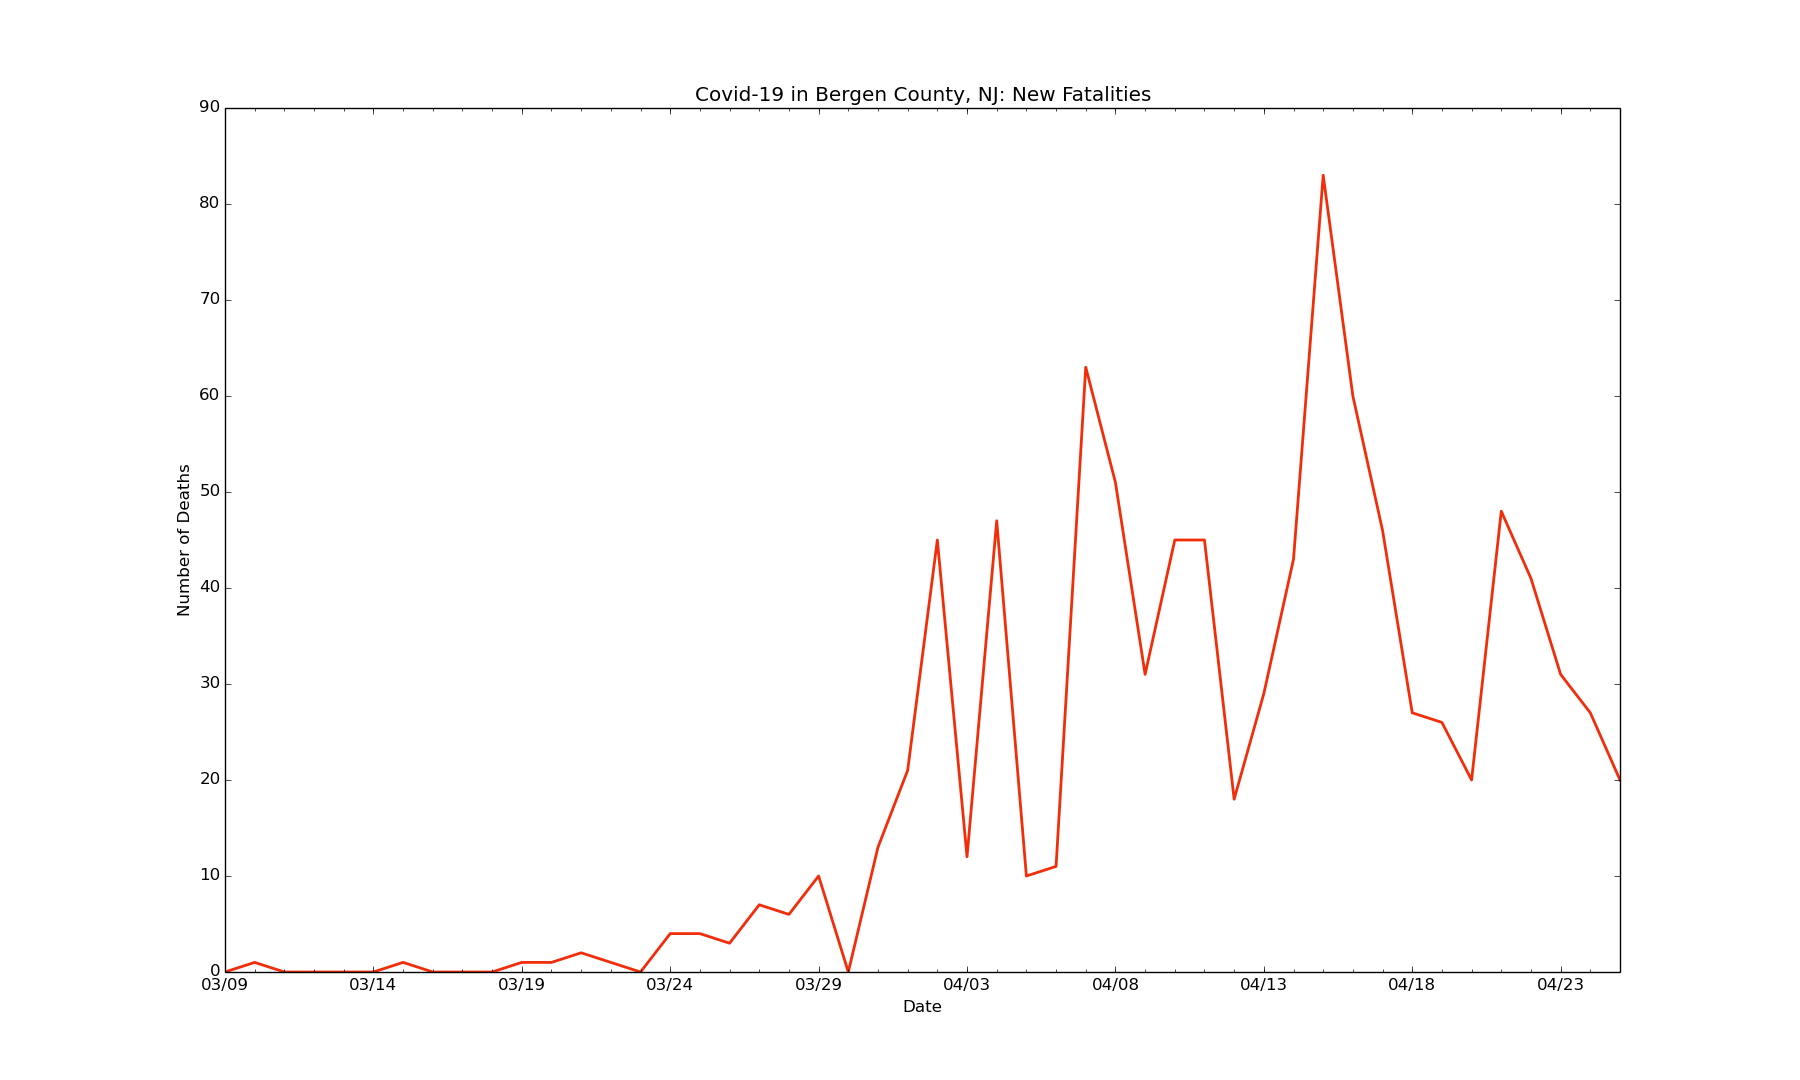 Covid-19 in Bergen County, NJ: New Fatalities
90
80
70
60
50
40
30
20
10
0
Number of Deaths
03/09 03/14 03/19 03/24 03/29 04/03 04/08 04/13 04/18 04/23
Date